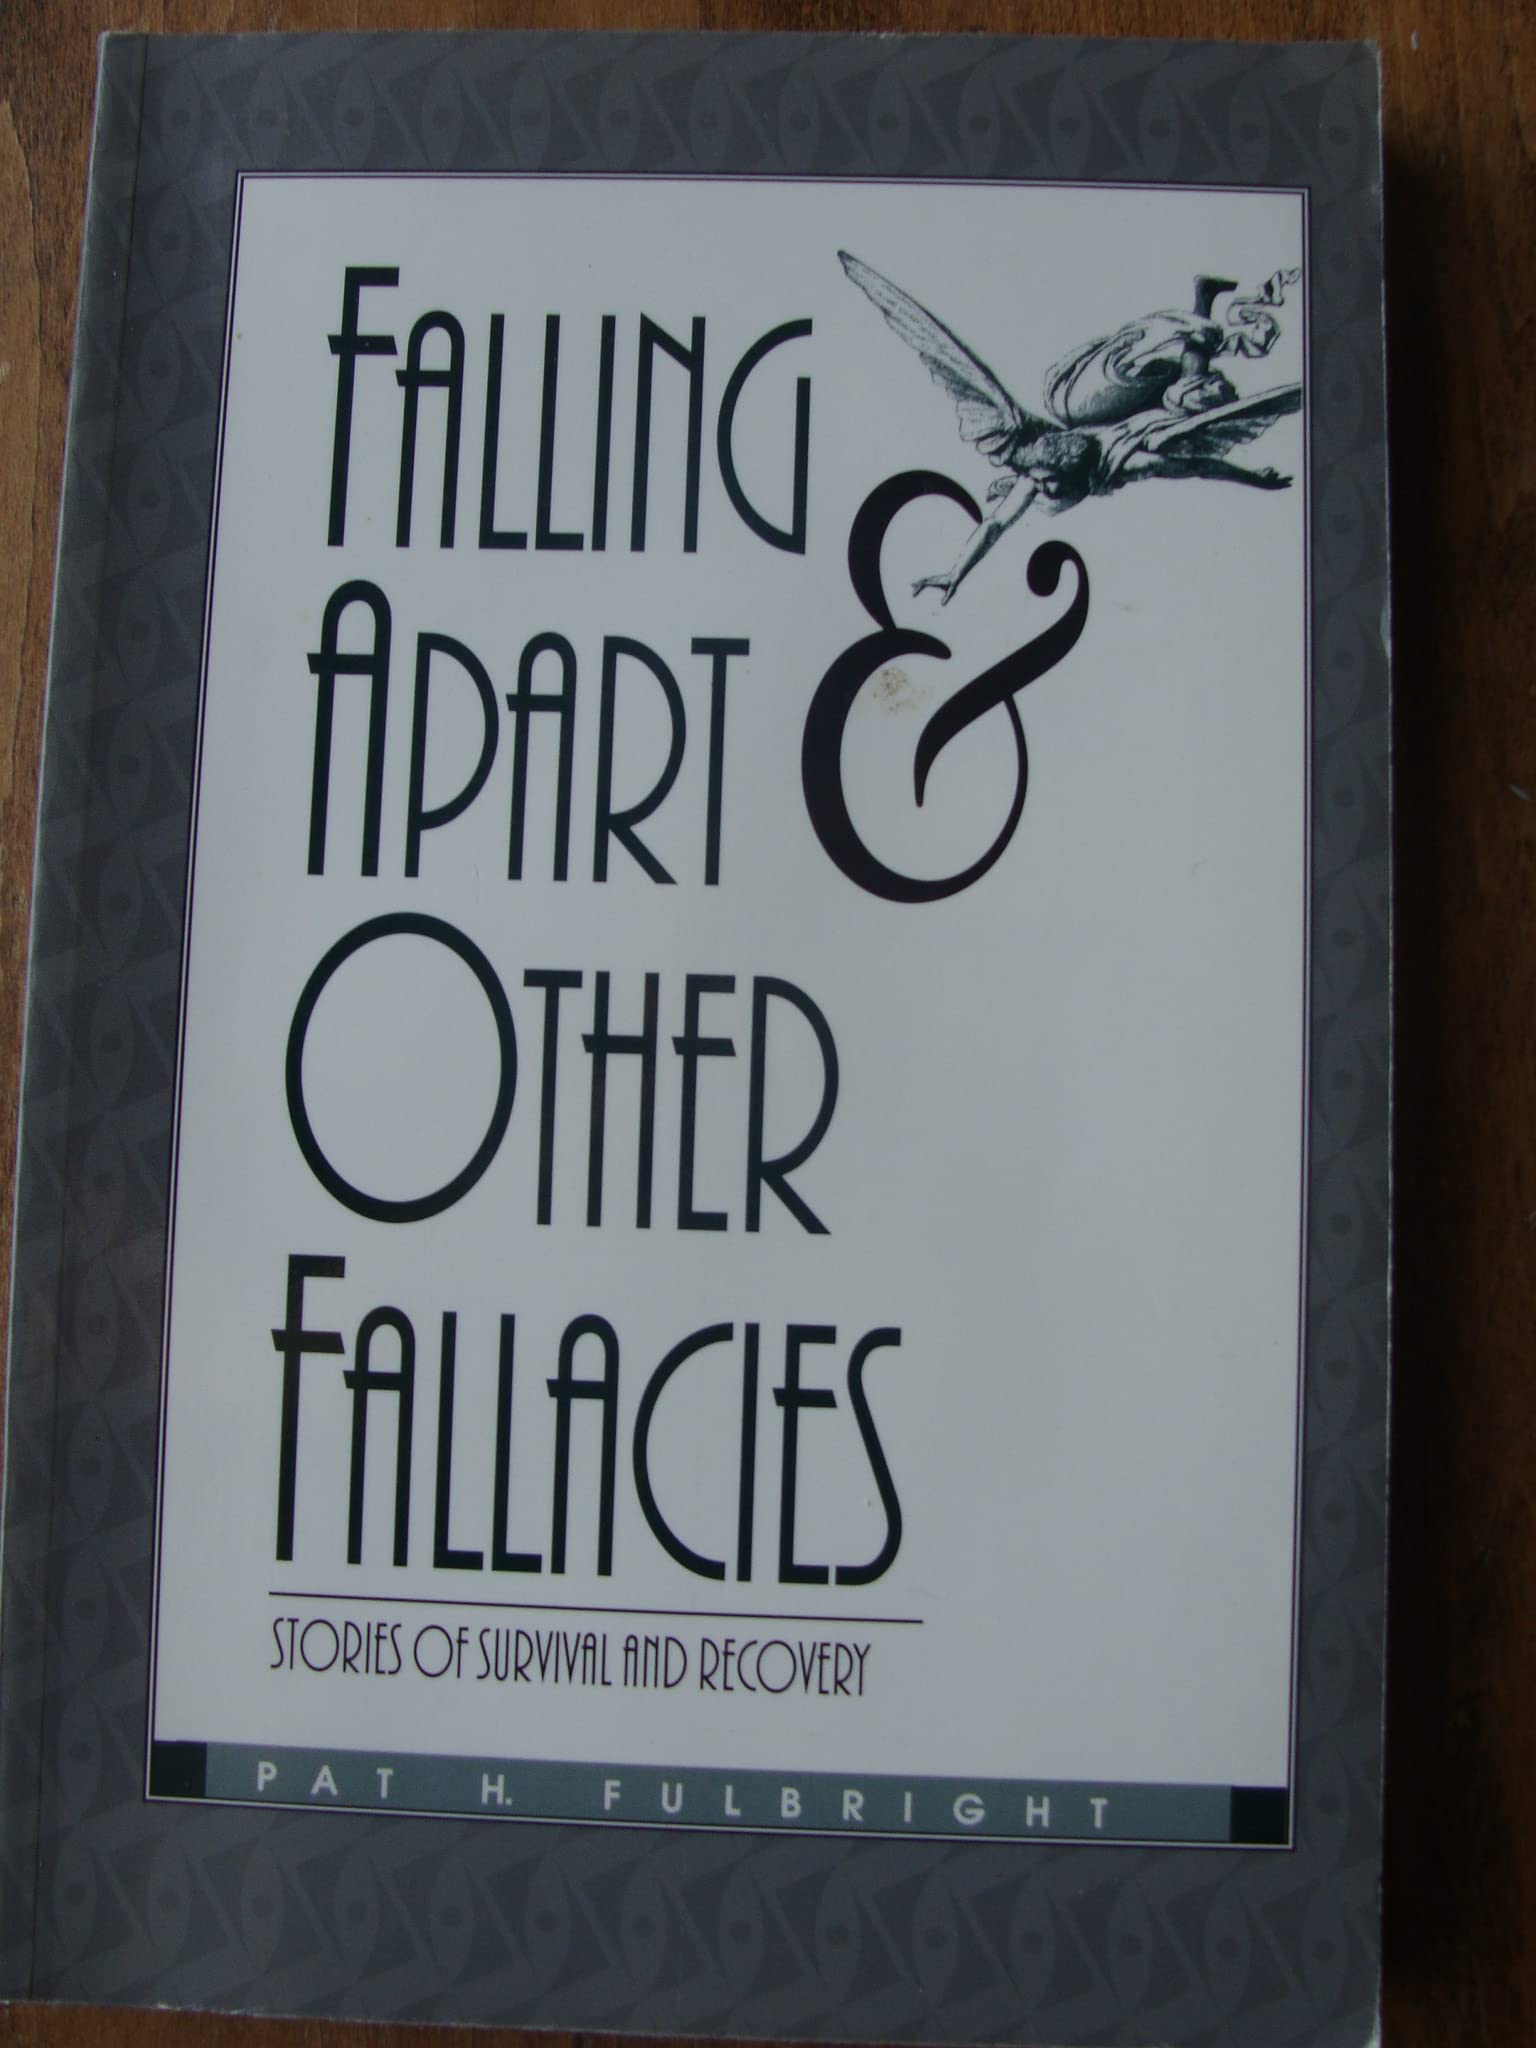 FALLING
APART &
OTHER
FALLACIES
STORIES OF SURVIVAL AND RECOVERY
PAT H. FULBRIGHT